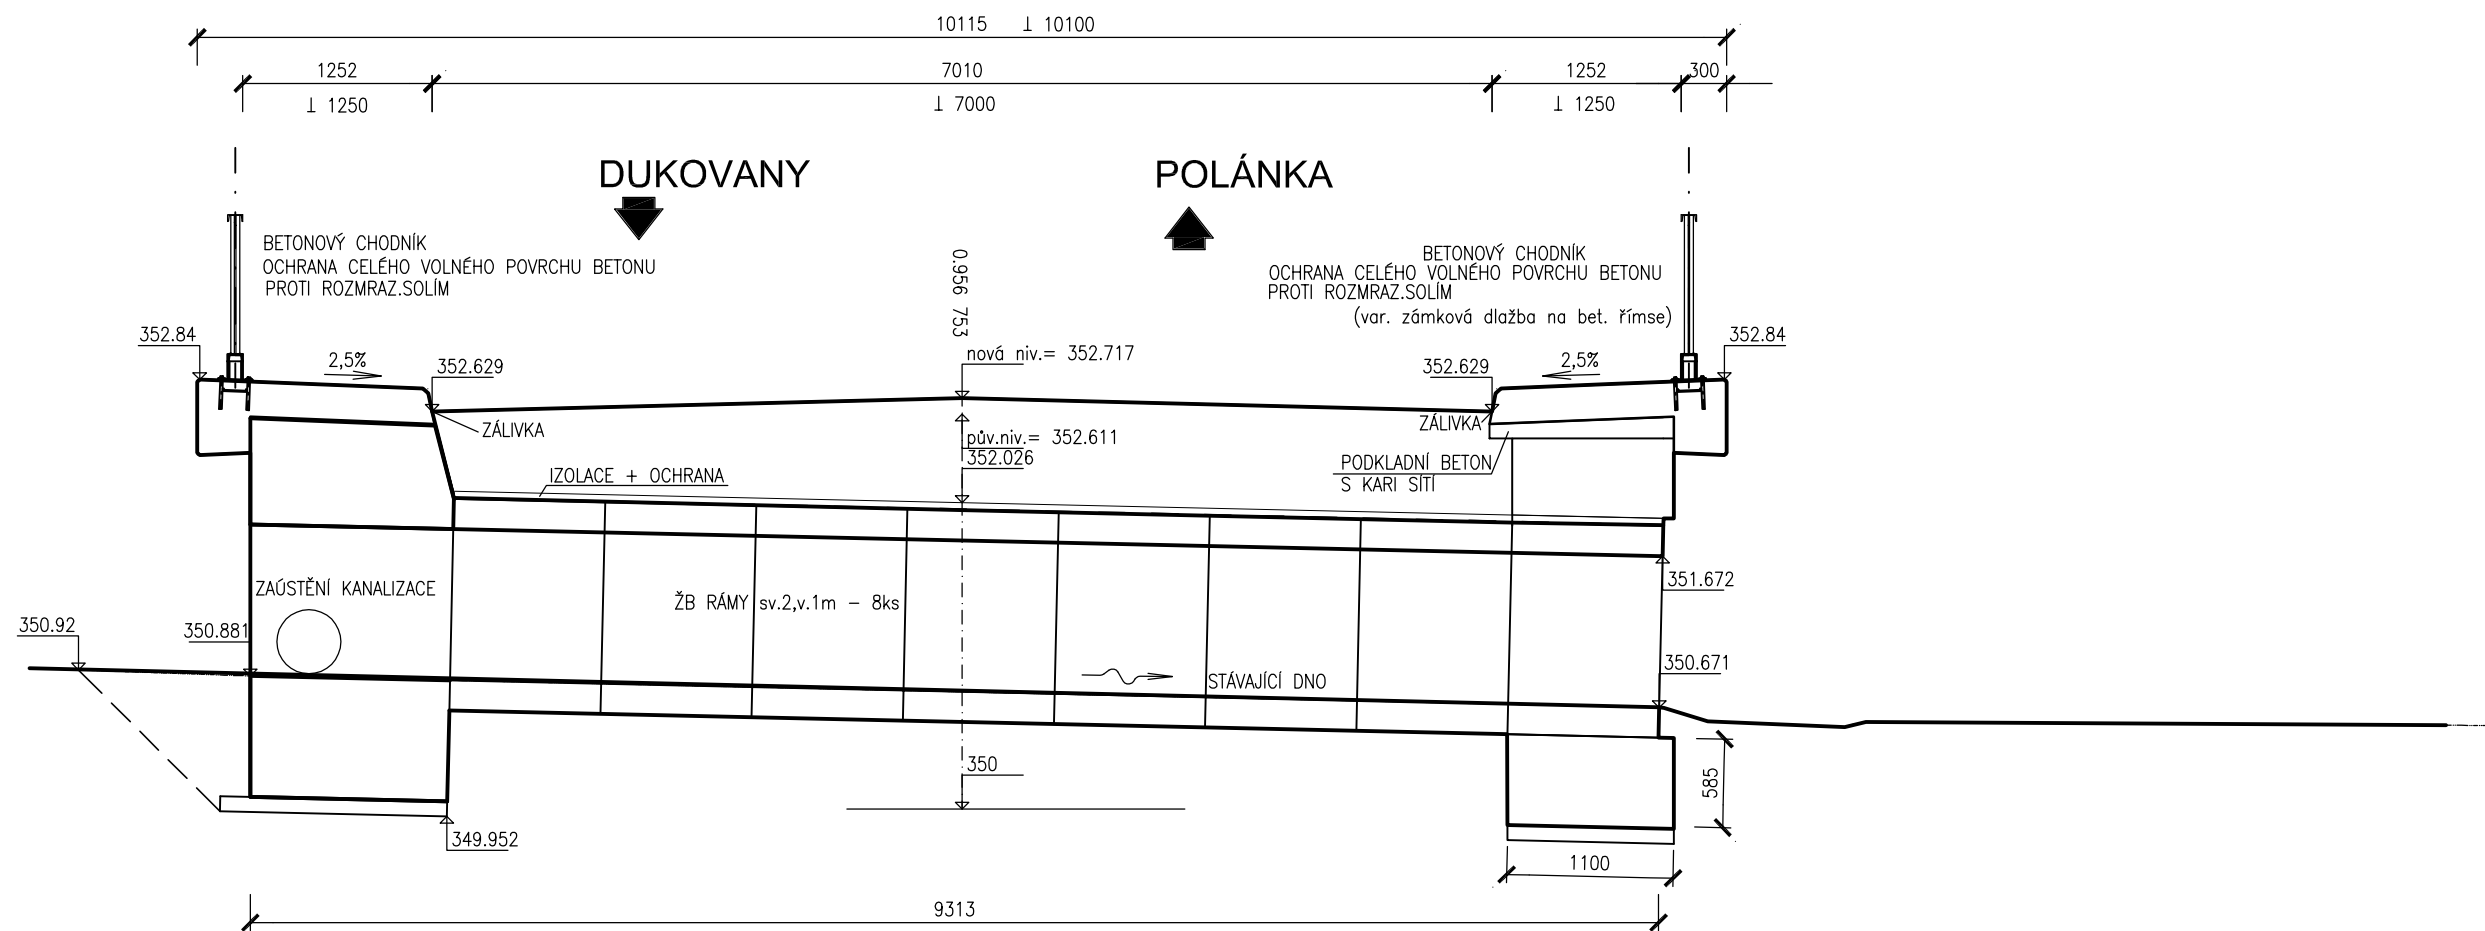 10115 ⊥ 10100
1252 7010 1252 300
⊥ 1250 ⊥ 7000 ⊥ 1250
DUKOVANY
POLÁNKA
BETONOVÝ CHODNÍK
OCHRANA CELÉHO VOLNÉHO POVRCHU BETONU
PROTI ROZMRAZ.SOLÍM
0.956 753
BETONOVÝ CHODNÍK
OCHRANA CELÉHO VOLNÉHO POVRCHU BETONU
PROTI ROZMRAZ.SOLÍM
(var. zámková dlažba na bet. římse)
352.84
2,5%
352.629
nová niv.= 352.717
352.629
2,5%
352.84
ZÁLIVKA
pův.niv.= 352.611
352.026
ZÁLIVKA
IZOLACE + OCHRANA
PODKLADNÍ BETON
S KARI SÍTÍ
ZAÚSTĚNÍ KANALIZACE
ŽB RÁMY sv.2,v.1m - 8ks
351.672
350.92
350.881
350.671
STÁVAJÍCÍ DNO
350
585
349.952
1100
9313